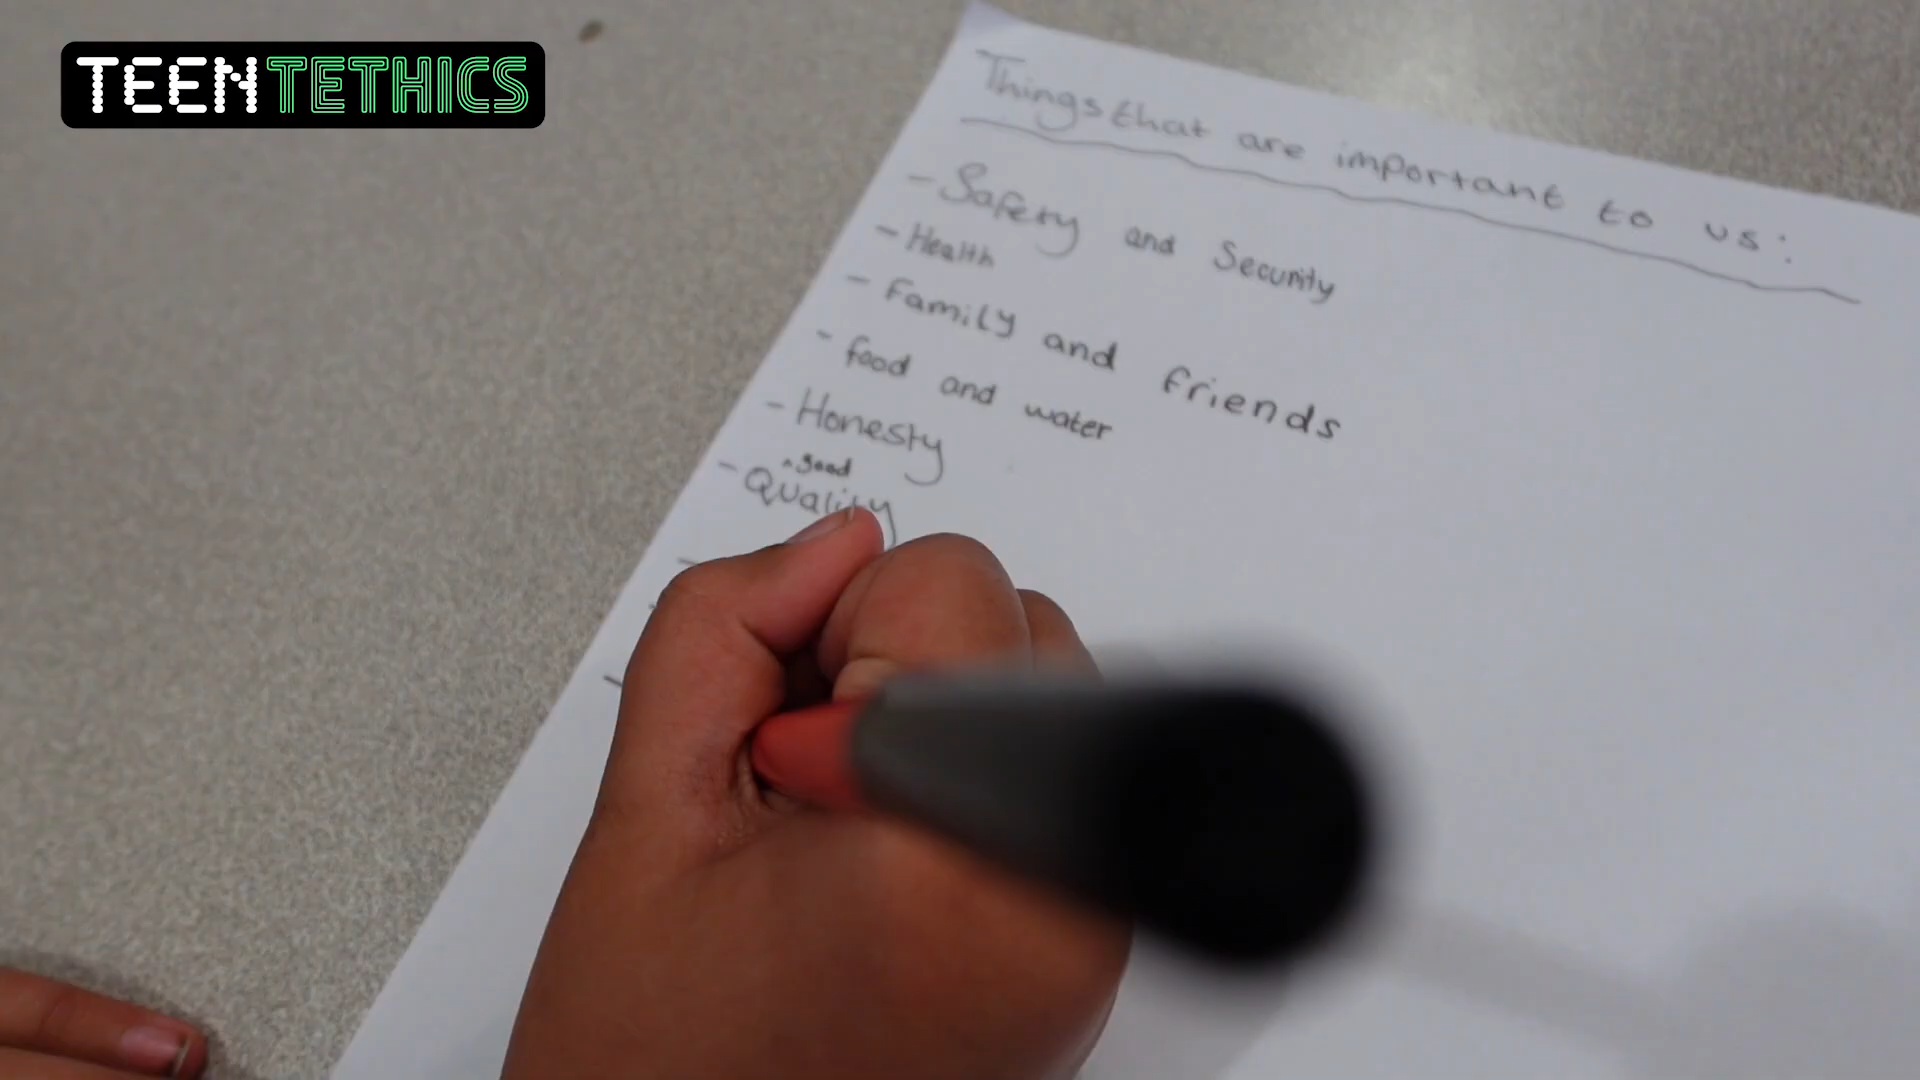 TEENTETHICS
Things that are important to us:
- Safety and Security
- Health
- Family and friends
- food and water
- Honesty
- ^good
Quality